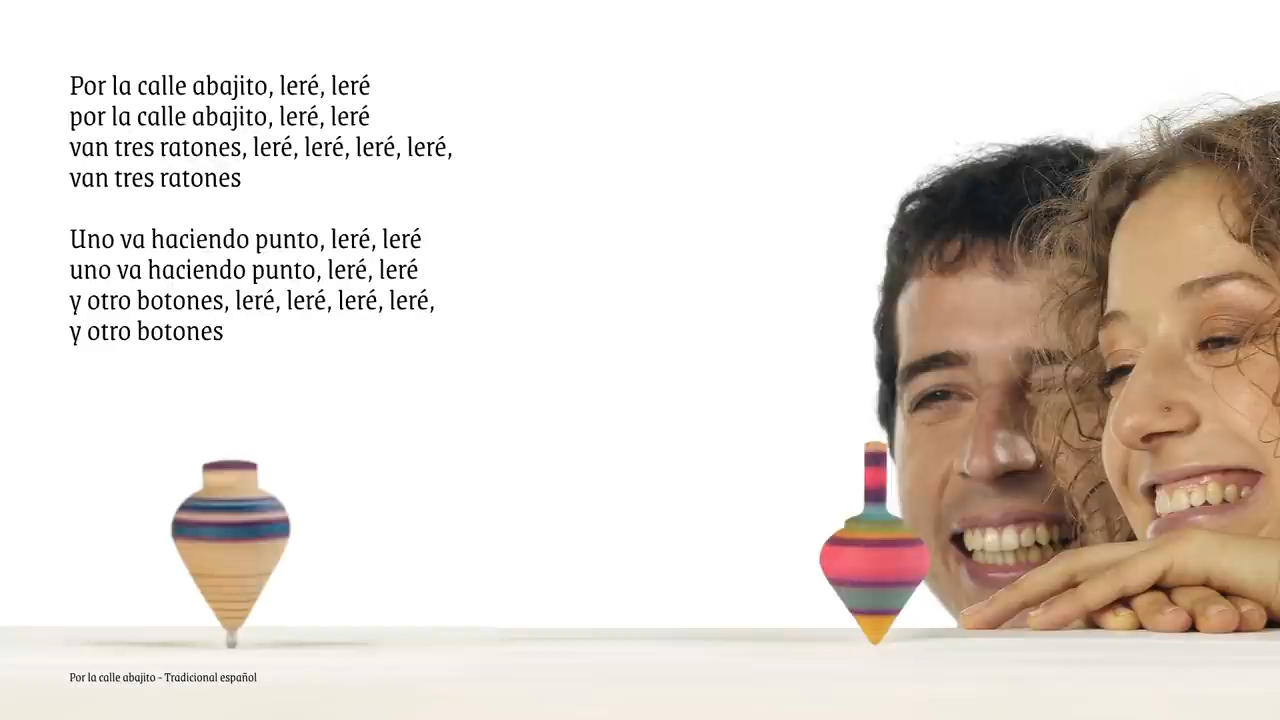 Por la calle abajito, leré, leré
por la calle abajito, leré, leré
van tres ratones, leré, leré, leré, leré,
van tres ratones
Uno va haciendo punto, leré, leré
uno va haciendo punto, leré, leré
y otro botones, leré, leré, leré, leré,
y otro botones
Por la calle abajito - Tradicional español